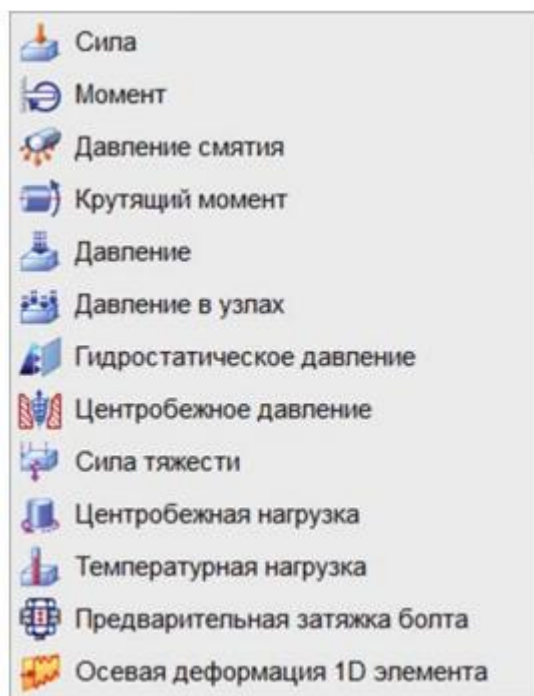 Сила
Момент
Давление смятия
Крутящий момент
Давление
Давление в узлах
Гидростатическое давление
Центробежное давление
Сила тяжести
Центробежная нагрузка
Температурная нагрузка
Предварительная затяжка болта
Осевая деформация 1D элемента